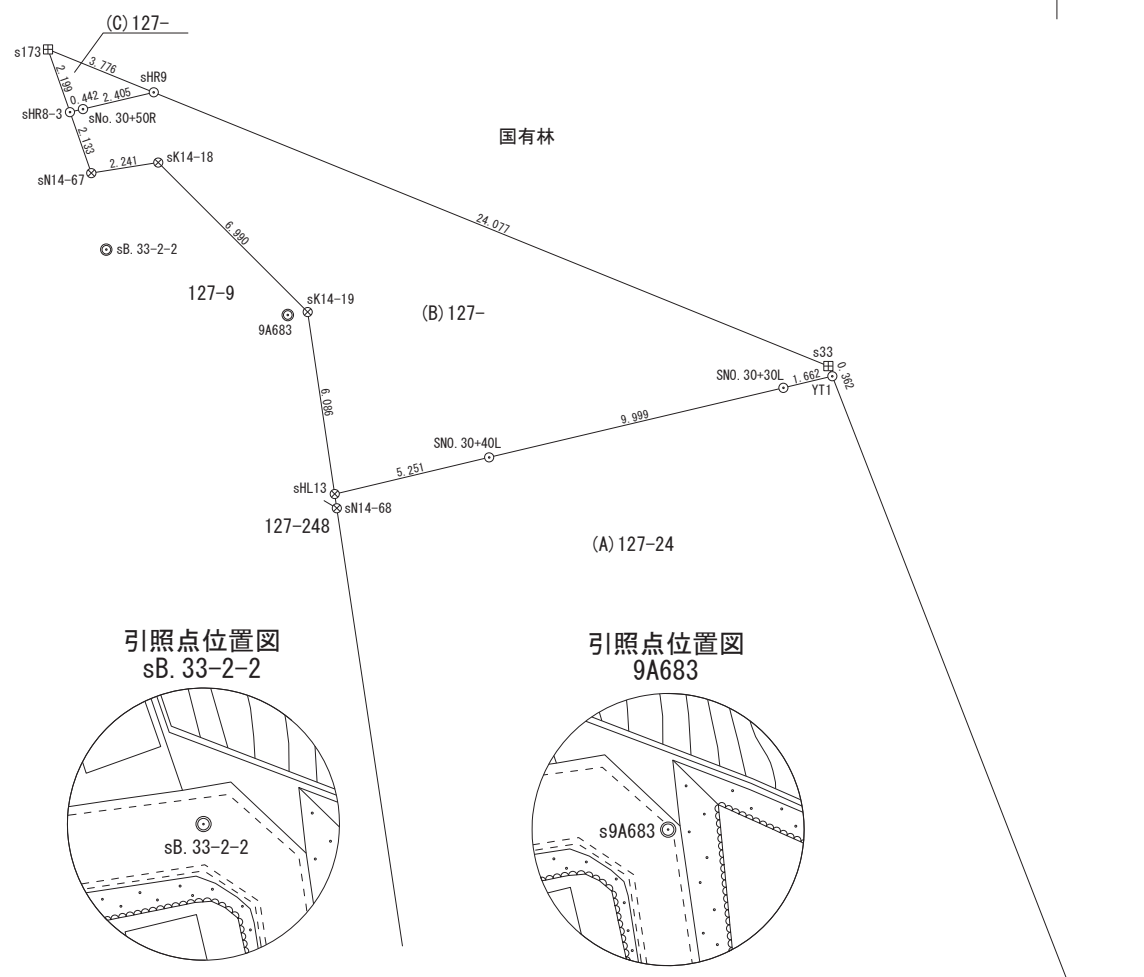 (C)127-
s173
3.776
2.199
sHR9
0.442
2.405
sHR8-3
sNo.30+50R
2.133
2.241
sK14-18
sN14-67
国有林
24.077
6.990
sB.33-2-2
127-9
sK14-19
9A683
(B)127-
s33
0.362
SNO.30+30L
1.662
YT1
6.086
9.999
SNO.30+40L
5.251
sHL13
sN14-68
127-248
(A)127-24
引照点位置図
sB.33-2-2
sB.33-2-2
引照点位置図
9A683
s9A683